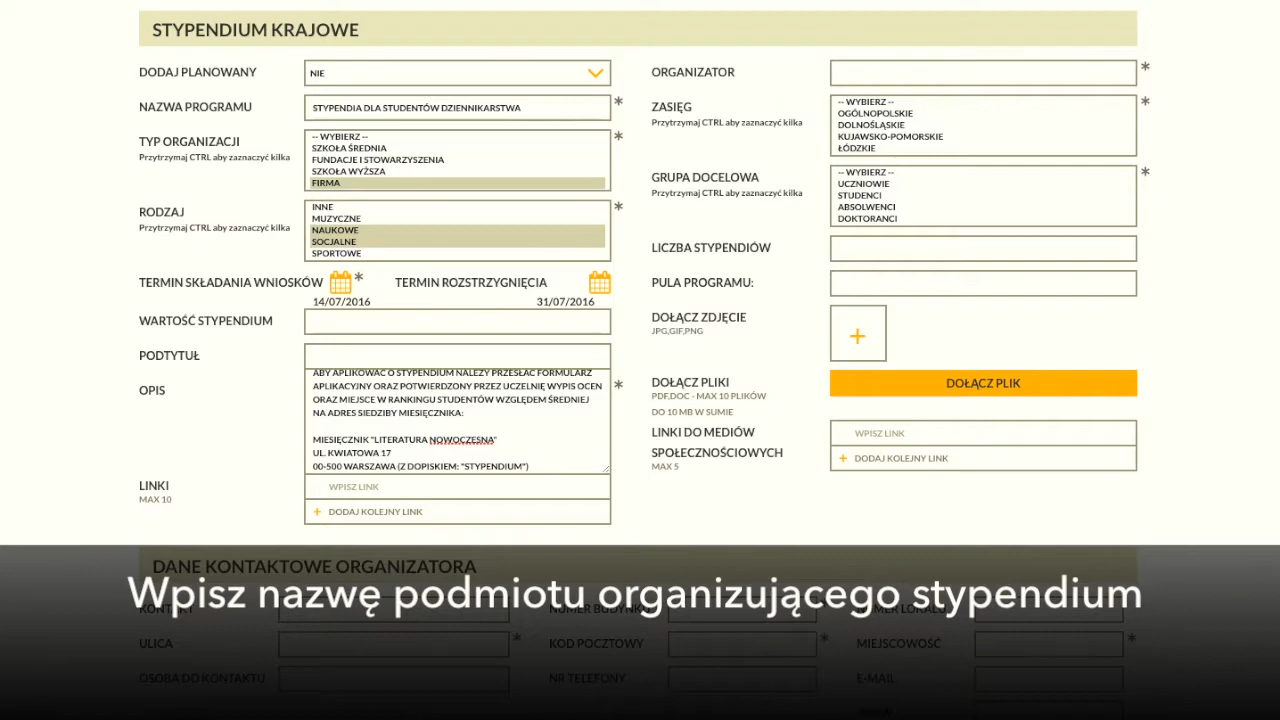 STYPENDIUM KRAJOWE
DODAJ PLANOWANY
NIE
NAZWA PROGRAMU
STYPENDIA DLA STUDENTÓW DZIENNIKARSTWA
*
TYP ORGANIZACJI
Przytrzymaj CTRL aby zaznaczyć kilka
-- WYBIERZ --
SZKOŁA ŚREDNIA
FUNDACJE I STOWARZYSZENIA
SZKOŁA WYŻSZA
FIRMA
*
RODZAJ
Przytrzymaj CTRL aby zaznaczyć kilka
INNE
MUZYCZNE
NAUKOWE
SOCJALNE
SPORTOWE
*
TERMIN SKŁADANIA WNIOSKÓW *
14/07/2016
TERMIN ROZSTRZYGNIĘCIA
31/07/2016
WARTOŚĆ STYPENDIUM
PODTYTUŁ
OPIS
ABY APLIKOWAĆ O STYPENDIUM NALEŻY PRZESŁAĆ FORMULARZ
APLIKACYJNY ORAZ POTWIERDZONY PRZEZ UCZELNIĘ WYPIS OCEN
ORAZ MIEJSCE W RANKINGU STUDENTÓW WZGLĘDEM ŚREDNIEJ
NA ADRES SIEDZIBY MIESIĘCZNIKA:
MIESIĘCZNIK "LITERATURA NOWOCZESNA"
UL. KWIATOWA 17
00-500 WARSZAWA (Z DOPISKIEM: "STYPENDIUM")
*
LINKI
MAX 10
WPISZ LINK
+ DODAJ KOLEJNY LINK
ORGANIZATOR
*
ZASIĘG
Przytrzymaj CTRL aby zaznaczyć kilka
-- WYBIERZ --
OGÓLNOPOLSKIE
DOLNOŚLĄSKIE
KUJAWSKO-POMORSKIE
ŁÓDZKIE
*
GRUPA DOCELOWA
Przytrzymaj CTRL aby zaznaczyć kilka
-- WYBIERZ --
UCZNIOWIE
STUDENCI
ABSOLWENCI
DOKTORANCI
*
LICZBA STYPENDIÓW
PULA PROGRAMU:
DOŁĄCZ ZDJĘCIE
JPG,GIF,PNG
+
DOŁĄCZ PLIKI
PDF,DOC - MAX 10 PLIKÓW
DO 10 MB W SUMIE
DOŁĄCZ PLIK
LINKI DO MEDIÓW
SPOŁECZNOŚCIOWYCH
MAX 5
WPISZ LINK
+ DODAJ KOLEJNY LINK
DANE KONTAKTOWE ORGANIZATORA
Wpisz nazwę podmiotu organizującego stypendium
KONTAKT
NUMER BUDYNKU
NUMER LOKALU
ULICA
*
KOD POCZTOWY
*
MIEJSCOWOŚĆ
*
OSOBA DO KONTAKTU
NR TELEFONU
E-MAIL